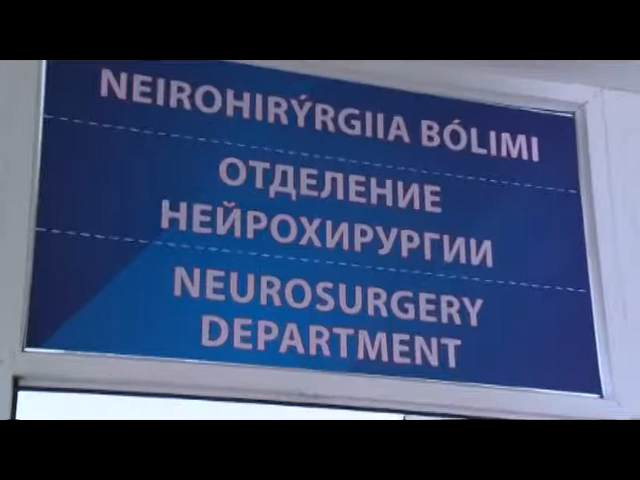 NEIROHIRÝRGIIA BÓLIMI
ОТДЕЛЕНИЕ
НЕЙРОХИРУРГИИ
NEUROSURGERY
DEPARTMENT